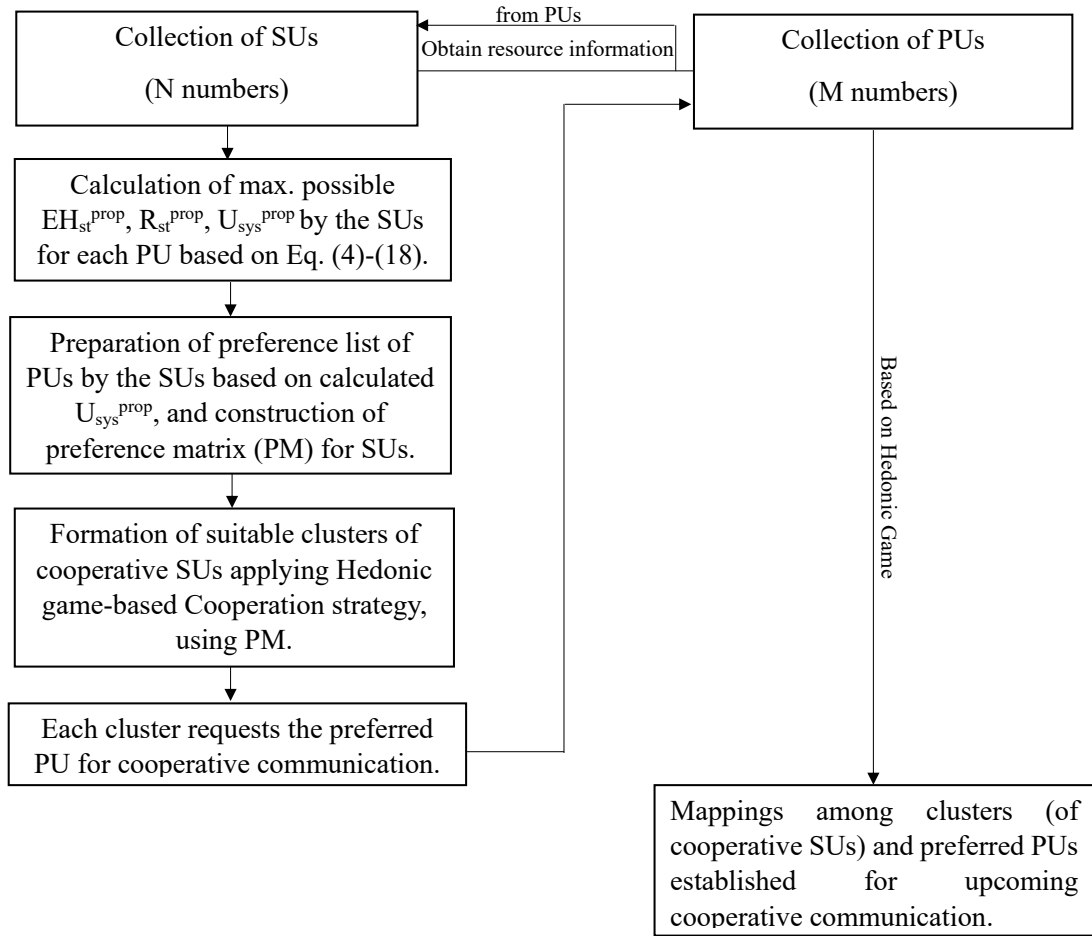 Collection of SUs
(N numbers)
from PUs
Obtain resource information
Collection of PUs
(M numbers)
Calculation of max. possible
EHstprop, Rstprop, Usysprop by the SUs
for each PU based on Eq. (4)-(18).
Preparation of preference list of
PUs by the SUs based on calculated
Usysprop, and construction of
preference matrix (PM) for SUs.
Formation of suitable clusters of
cooperative SUs applying Hedonic
game-based Cooperation strategy,
using PM.
Each cluster requests the preferred
PU for cooperative communication.
Based on Hedonic Game
Mappings among clusters (of
cooperative SUs) and preferred PUs
established for upcoming
cooperative communication.